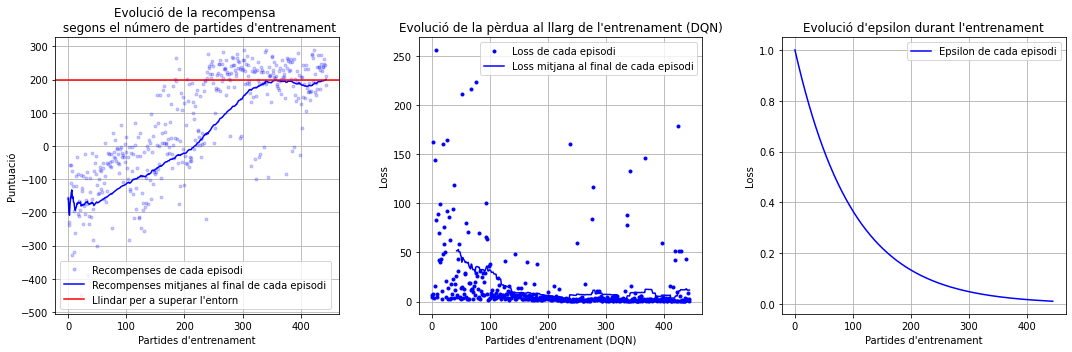 Evolució de la recompensa
segons el número de partides d'entrenament
Puntuació
300
200
100
0
−100
−200
−300
−400
−500
Recompenses de cada episodi
Recompenses mitjanes al final de cada episodi
Llindar per a superar l'entorn
0
100
200
300
400
Partides d'entrenament
Evolució de la pèrdua al llarg de l'entrenament (DQN)
Loss
250
200
150
100
50
0
Loss de cada episodi
Loss mitjana al final de cada episodi
0
100
200
300
400
Partides d'entrenament (DQN)
Evolució d'epsilon durant l'entrenament
Loss
1.0
0.8
0.6
0.4
0.2
0.0
Epsilon de cada episodi
0
100
200
300
400
Partides d'entrenament